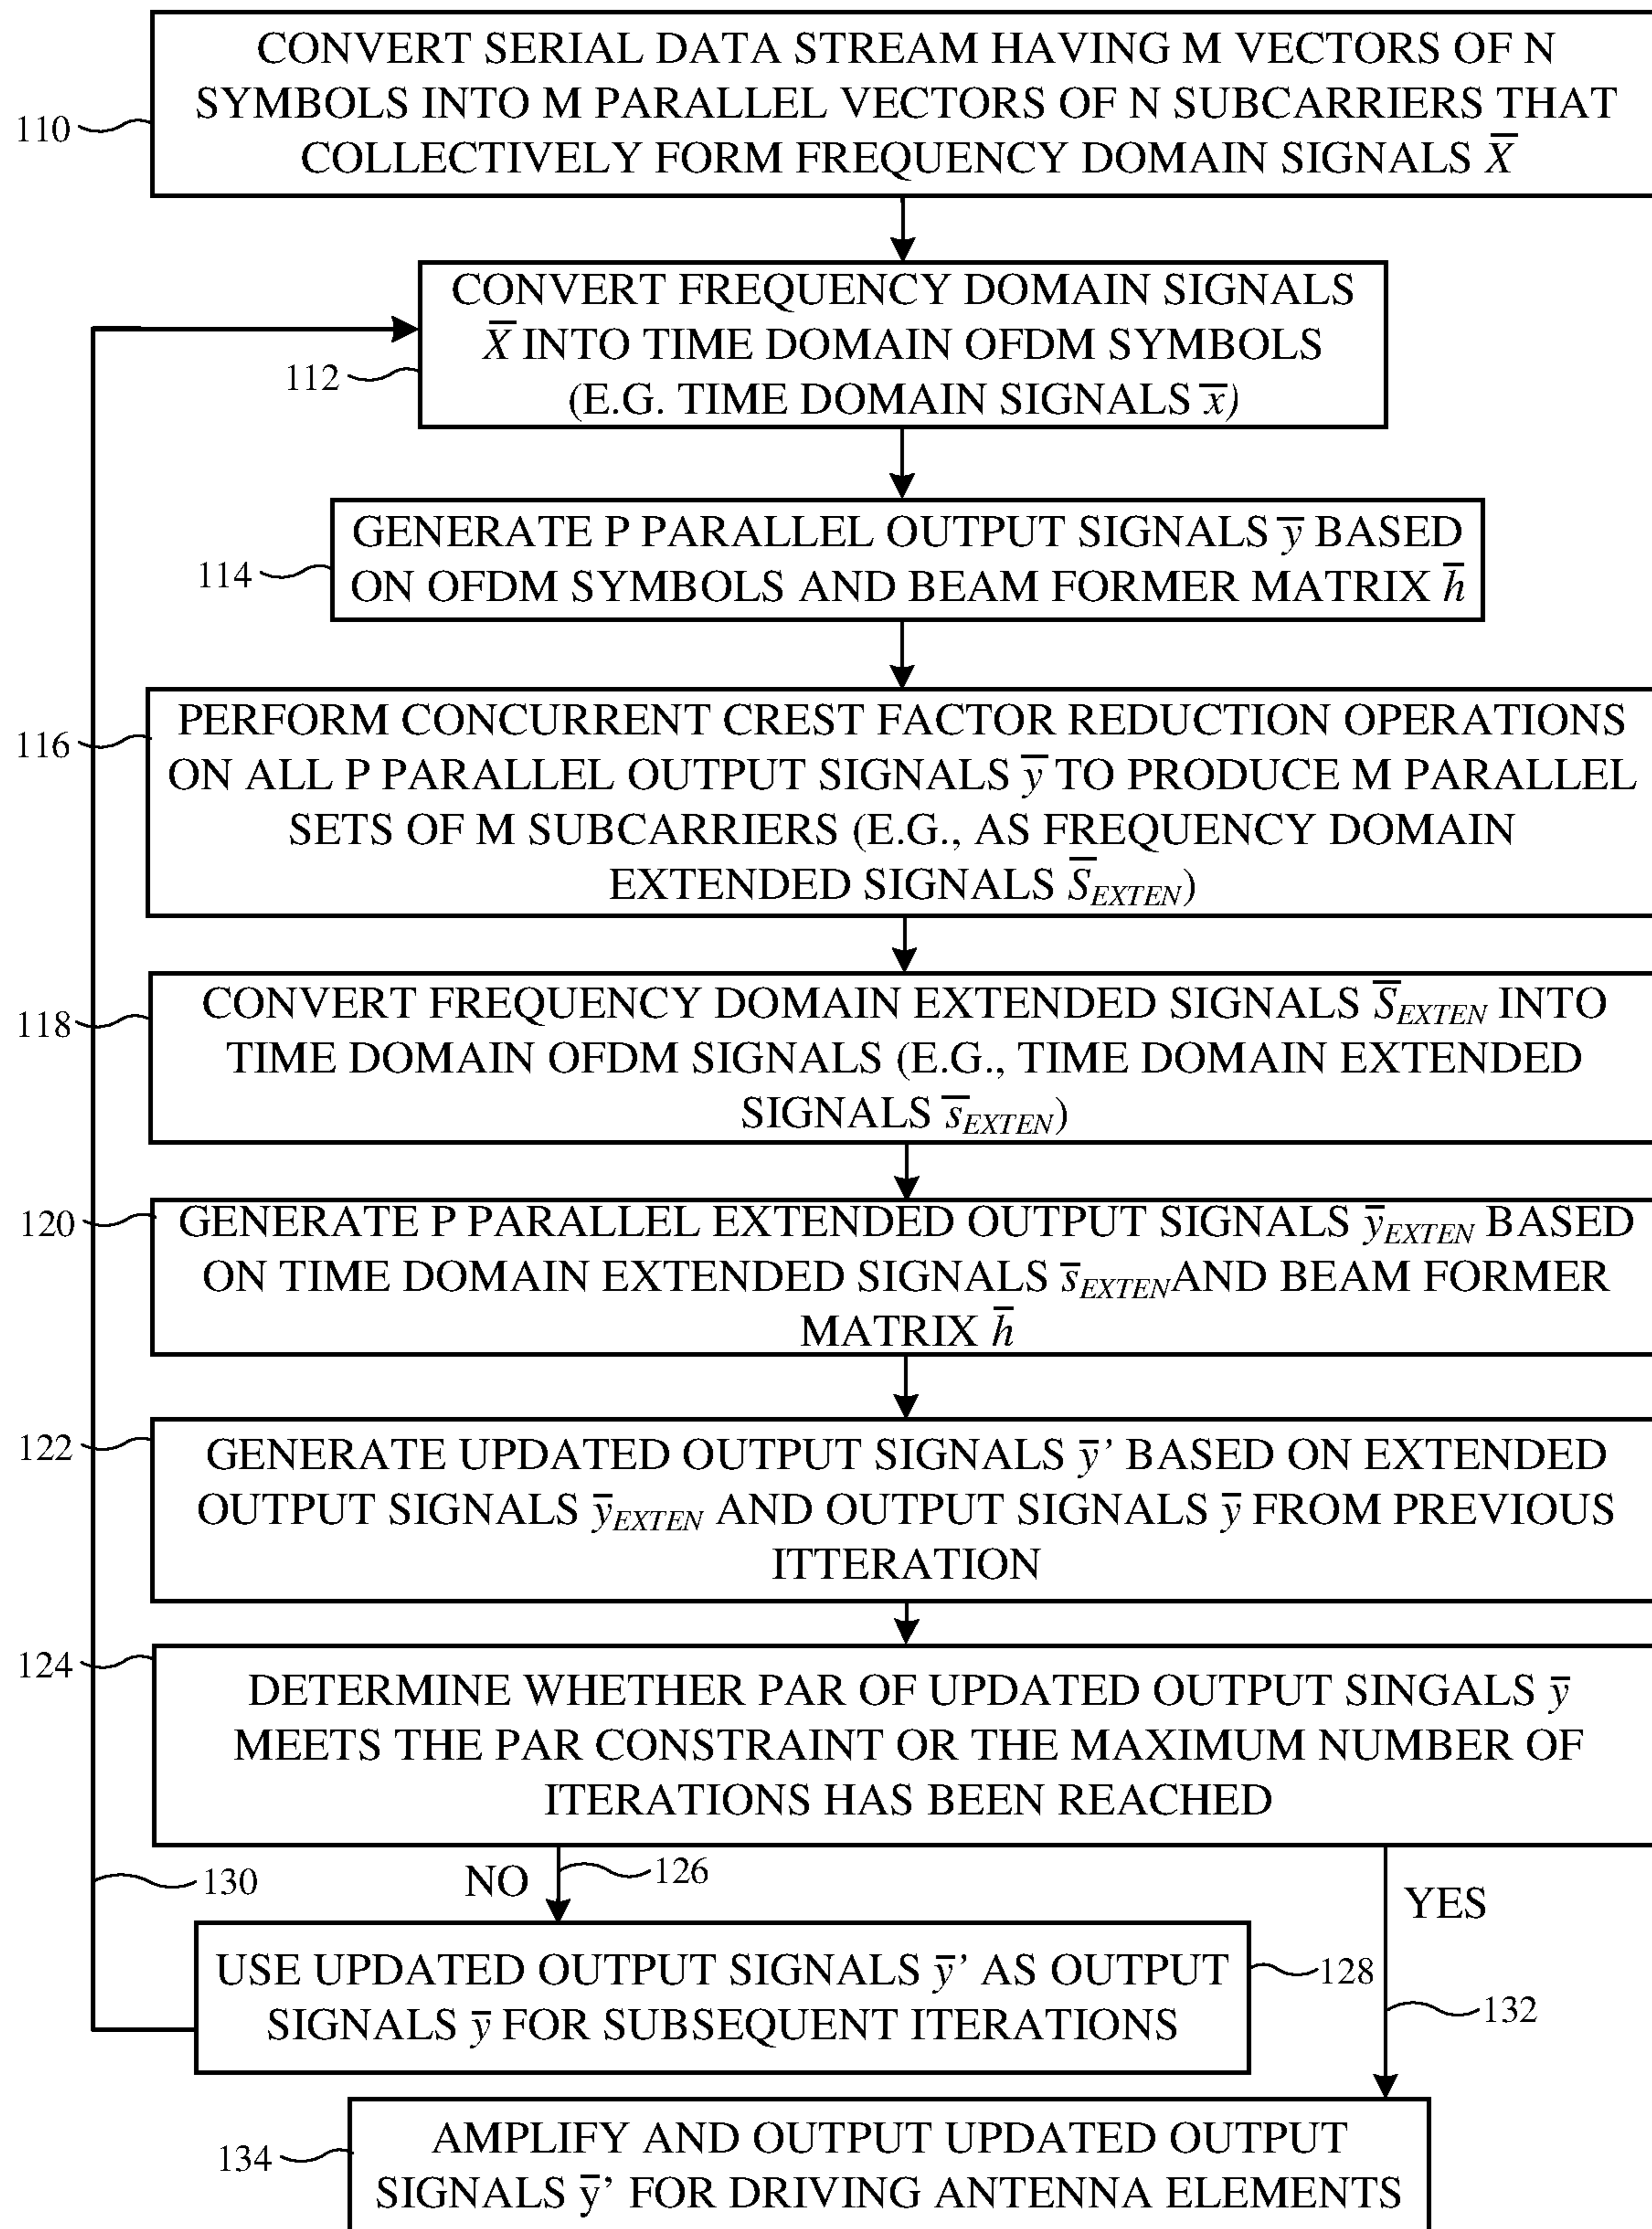 CONVERT SERIAL DATA STREAM HAVING M VECTORS OF N
SYMBOLS INTO M PARALLEL VECTORS OF N SUBCARRIERS THAT
COLLECTIVELY FORM FREQUENCY DOMAIN SIGNALS X̅
110
CONVERT FREQUENCY DOMAIN SIGNALS
X̅ INTO TIME DOMAIN OFDM SYMBOLS
(E.G. TIME DOMAIN SIGNALS x̅)
112
GENERATE P PARALLEL OUTPUT SIGNALS y̅ BASED
ON OFDM SYMBOLS AND BEAM FORMER MATRIX h̅
114
PERFORM CONCURRENT CREST FACTOR REDUCTION OPERATIONS
ON ALL P PARALLEL OUTPUT SIGNALS y̅ TO PRODUCE M PARALLEL
SETS OF M SUBCARRIERS (E.G., AS FREQUENCY DOMAIN
EXTENDED SIGNALS S̅EXTEN)
116
CONVERT FREQUENCY DOMAIN EXTENDED SIGNALS S̅EXTEN INTO
TIME DOMAIN OFDM SIGNALS (E.G., TIME DOMAIN EXTENDED
SIGNALS s̅EXTEN)
118
GENERATE P PARALLEL EXTENDED OUTPUT SIGNALS y̅EXTEN BASED
ON TIME DOMAIN EXTENDED SIGNALS s̅EXTEN AND BEAM FORMER
MATRIX h̅
120
GENERATE UPDATED OUTPUT SIGNALS y̅’ BASED ON EXTENDED
OUTPUT SIGNALS y̅EXTEN AND OUTPUT SIGNALS y̅ FROM PREVIOUS
ITTERATION
122
DETERMINE WHETHER PAR OF UPDATED OUTPUT SINGALS y̅
MEETS THE PAR CONSTRAINT OR THE MAXIMUM NUMBER OF
ITERATIONS HAS BEEN REACHED
124
130
NO
126
YES
USE UPDATED OUTPUT SIGNALS y̅’ AS OUTPUT
SIGNALS y̅ FOR SUBSEQUENT ITERATIONS
128
132
AMPLIFY AND OUTPUT UPDATED OUTPUT
SIGNALS y̅’ FOR DRIVING ANTENNA ELEMENTS
134